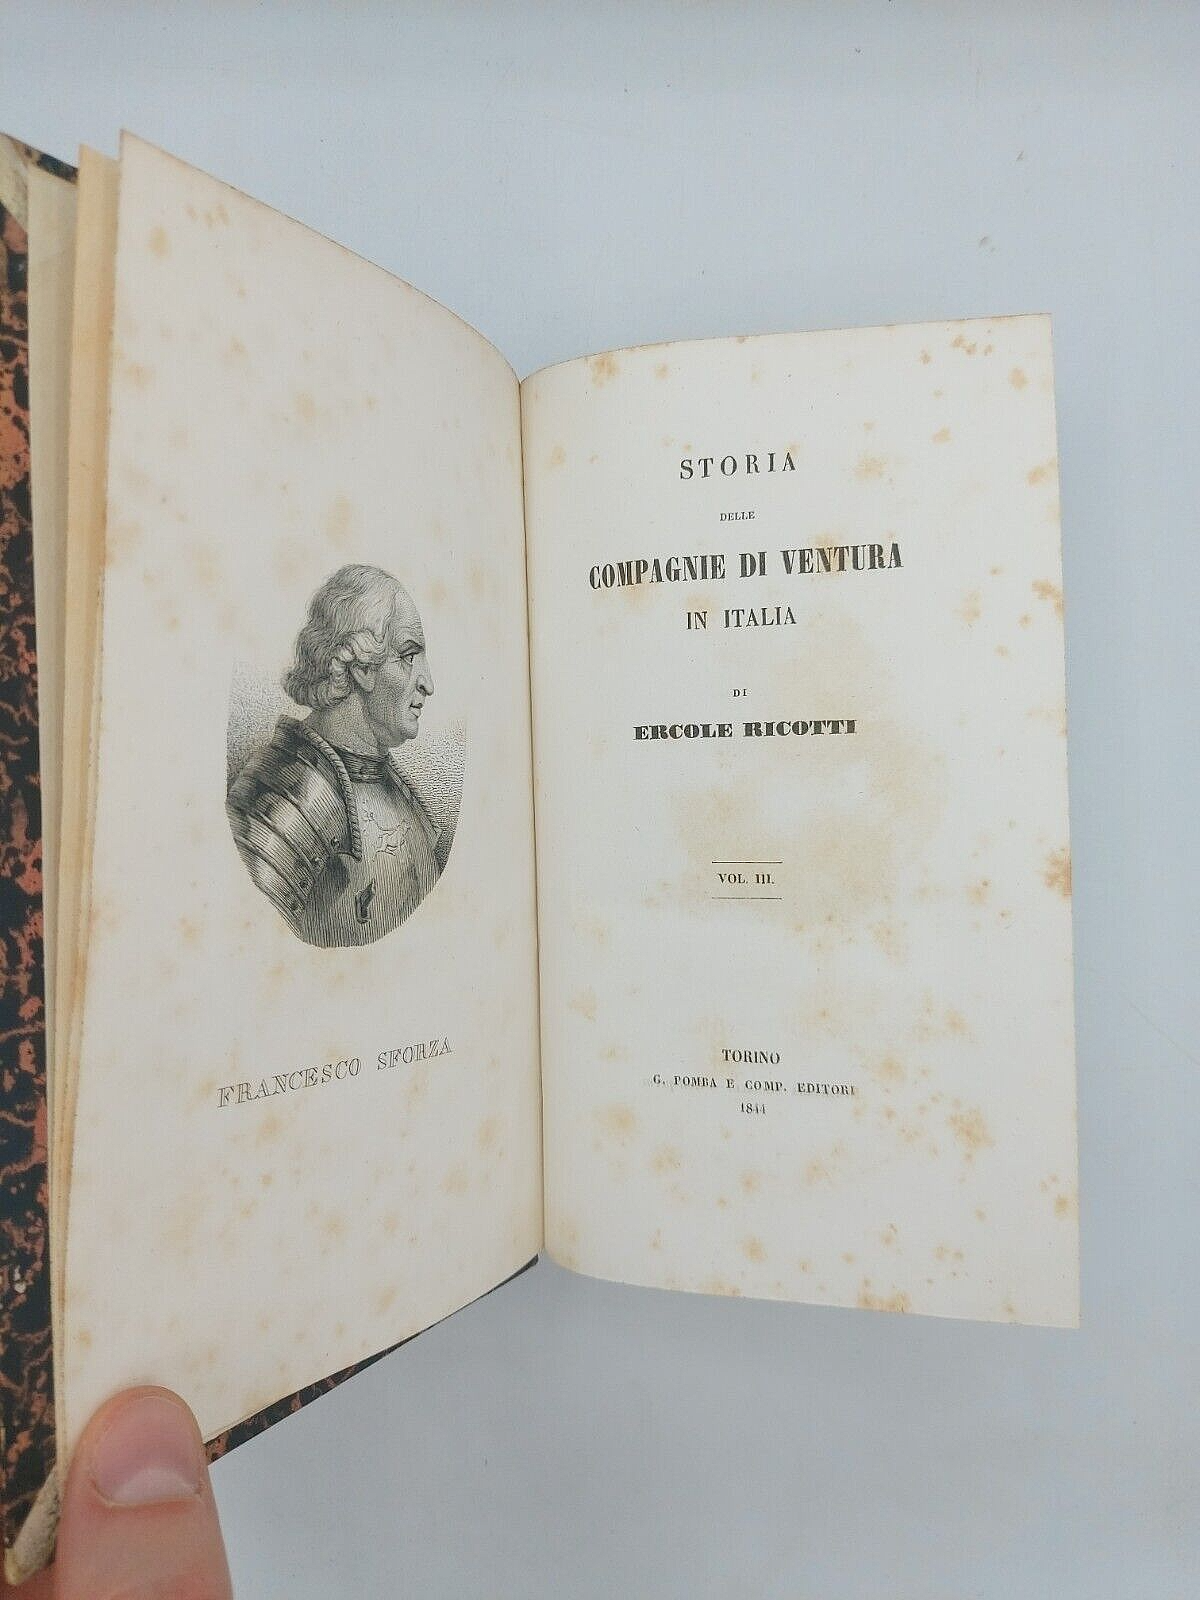 FRANCESCO SFORZA
STORIA
DELLE
COMPAGNIE DI VENTURA
IN ITALIA
DI
ERCOLE RICOTTI
VOL. III.
TORINO
G. POMBA E COMP. EDITORI
1844